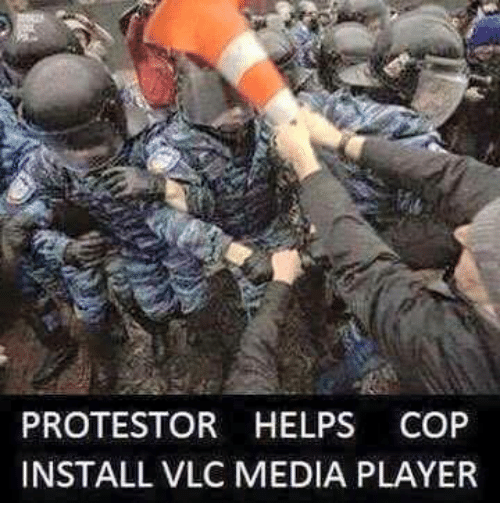 PROTESTOR HELPS COP
INSTALL VLC MEDIA PLAYER